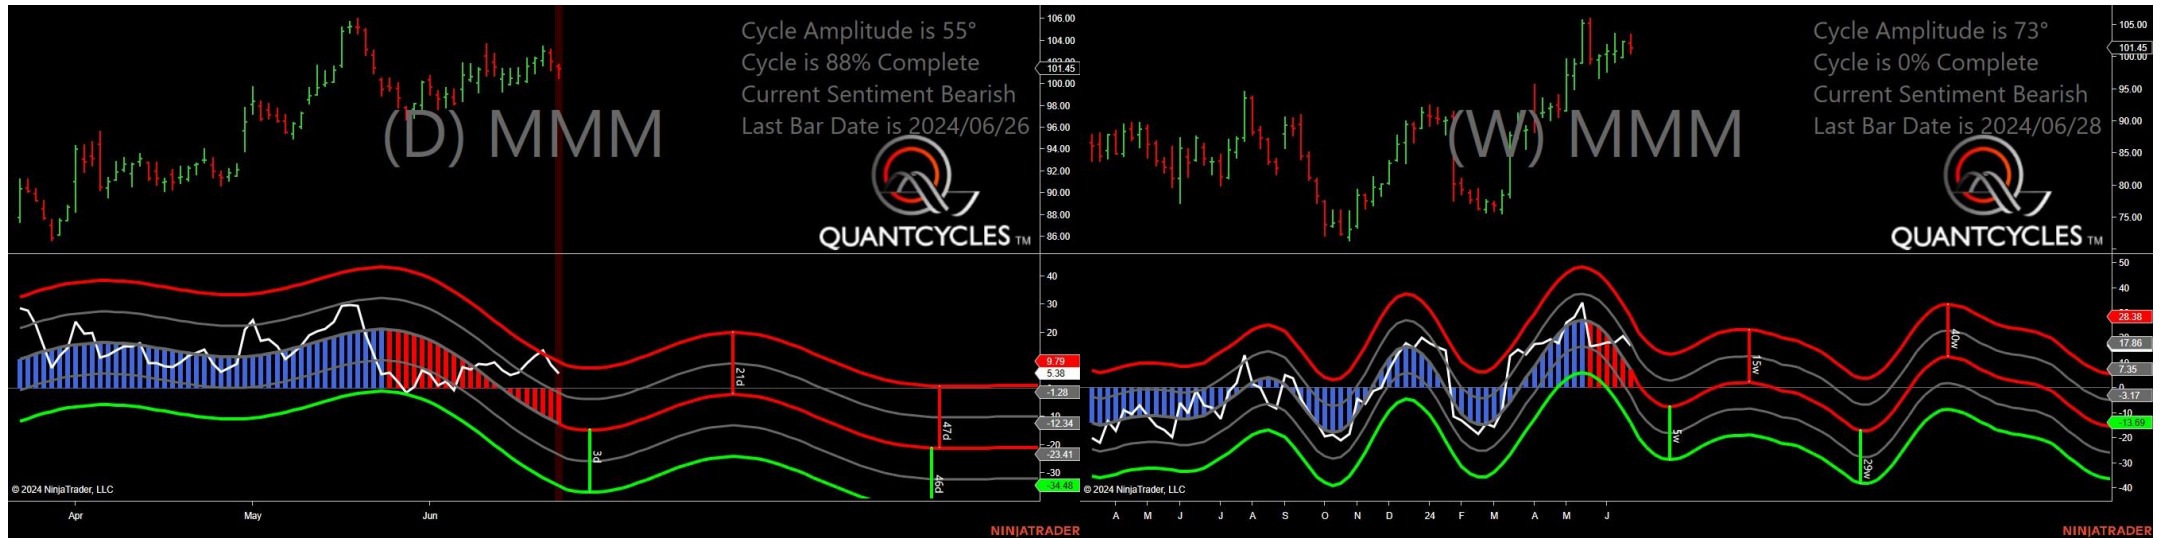 Cycle Amplitude is 55°
Cycle is 88% Complete
Current Sentiment Bearish
Last Bar Date is 2024/06/26
(D) MMM
QUANTCYCLES TM
106.00
104.00
101.45
100.00
98.00
96.00
94.00
92.00
90.00
88.00
86.00
40
30
20
9.79
5.38
-1.28
-12.34
-20
-23.41
-30
-34.48
21d
3d
47d
46d
© 2024 NinjaTrader, LLC
Apr May Jun
NINJATRADER
Cycle Amplitude is 73°
Cycle is 0% Complete
Current Sentiment Bearish
Last Bar Date is 2024/06/28
(W) MMM
QUANTCYCLES TM
105.00
101.45
100.00
95.00
90.00
85.00
80.00
75.00
50
40
28.38
17.86
7.35
0
-3.17
-10
-13.69
-20
-30
-40
15w
5w
29w
40w
© 2024 NinjaTrader, LLC
A M J J A S O N D 24 F M A M J
NINJATRADER